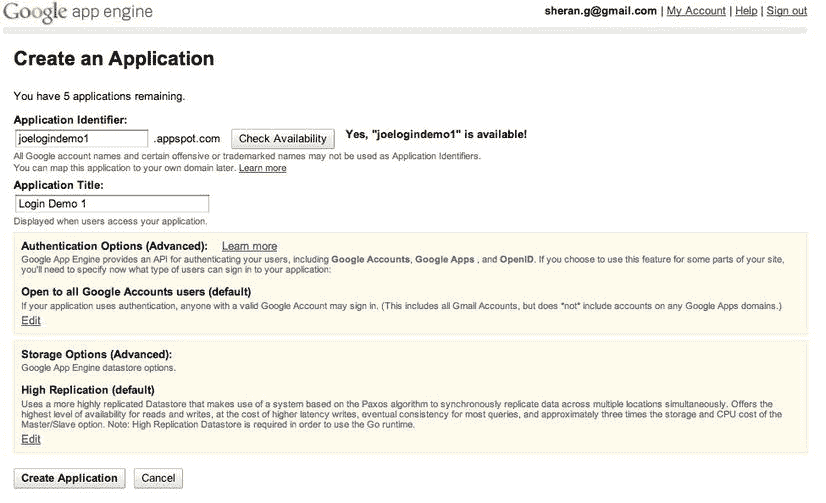 Google app engine
sheran.g@gmail.com | My Account | Help | Sign out
Create an Application
You have 5 applications remaining.
Application Identifier:
joelogindemo1 .appspot.com Check Availability Yes, "joelogindemo1" is available!
All Google account names and certain offensive or trademarked names may not be used as Application Identifiers.
You can map this application to your own domain later. Learn more
Application Title:
Login Demo 1
Displayed when users access your application.
Authentication Options (Advanced): Learn more
Google App Engine provides an API for authenticating your users, including Google Accounts, Google Apps , and OpenID. If you choose to use this feature for some parts of your site,
you'll need to specify now what type of users can sign in to your application:
Open to all Google Accounts users (default)
If your application uses authentication, anyone with a valid Google Account may sign in. (This includes all Gmail Accounts, but does *not* include accounts on any Google Apps domains.)
Edit
Storage Options (Advanced):
Google App Engine datastore options.
High Replication (default)
Uses a more highly replicated Datastore that makes use of a system based on the Paxos algorithm to synchronously replicate data across multiple locations simultaneously. Offers the
highest level of availability for reads and writes, at the cost of higher latency writes, eventual consistency for most queries, and approximately three times the storage and CPU cost of the
Master/Slave option. Note: High Replication Datastore is required in order to use the Go runtime.
Edit
Create Application Cancel